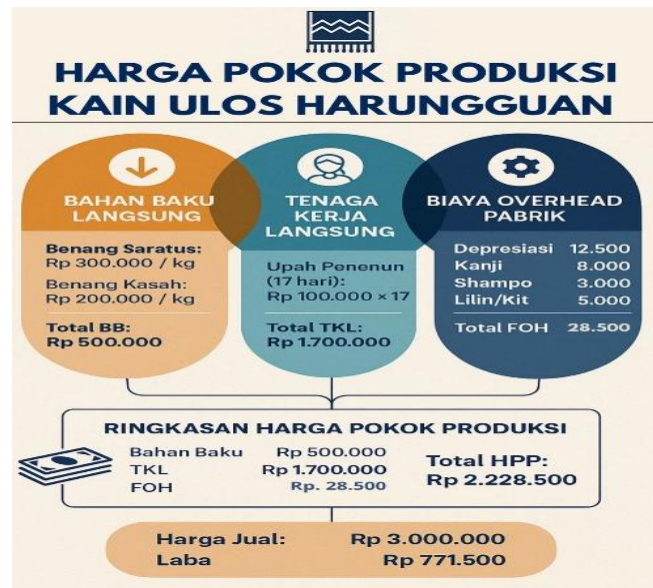 HARGA POKOK PRODUKSI
KAIN ULOS HARUNGGUAN
BAHAN BAKU
LANGSUNG
Benang Saratus:
Rp 300.000 / kg
Benang Kasah:
Rp 200.000 / kg
Total BB:
Rp 500.000
TENAGA
KERJA
LANGSUNG
Upah Penenun
(17 hari):
Rp 100.000 × 17
Total TKL:
Rp 1.700.000
BIAYA OVERHEAD
PABRIK
Depresiasi 12.500
Kanji 8.000
Shampo 3.000
Lilin/Kit 5.000
Total FOH 28.500
RINGKASAN HARGA POKOK PRODUKSI
Bahan Baku Rp 500.000
TKL Rp 1.700.000
FOH Rp. 28.500
Total HPP:
Rp 2.228.500
Harga Jual: Rp 3.000.000
Laba Rp 771.500